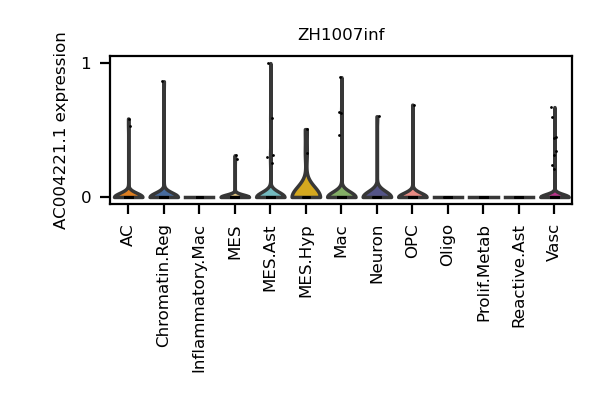 ZH1007inf
AC004221.1 expression
1
0
AC
Chromatin.Reg
Inflammatory.Mac
MES
MES.Ast
MES.Hyp
Mac
Neuron
OPC
Oligo
Prolif.Metab
Reactive.Ast
Vasc